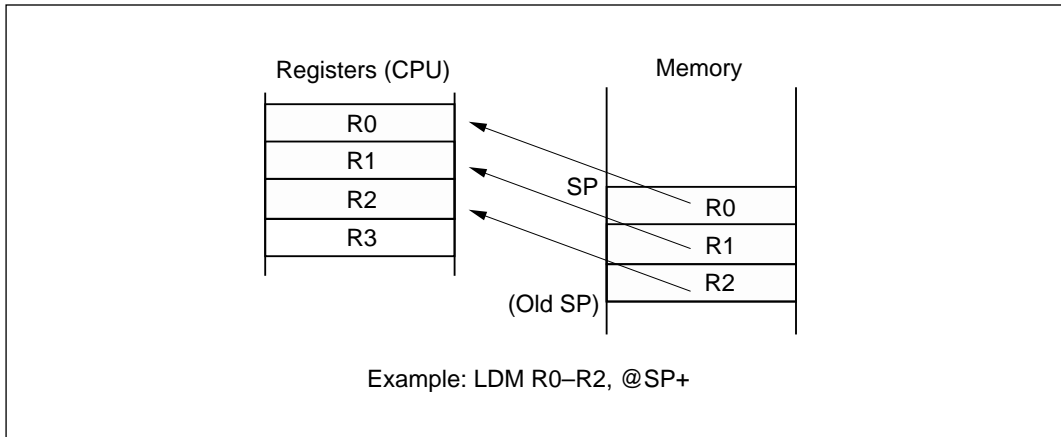 Registers (CPU)
Memory
R0
R1
R2
R3
SP
R0
R1
R2
(Old SP)
Example: LDM R0–R2, @SP+